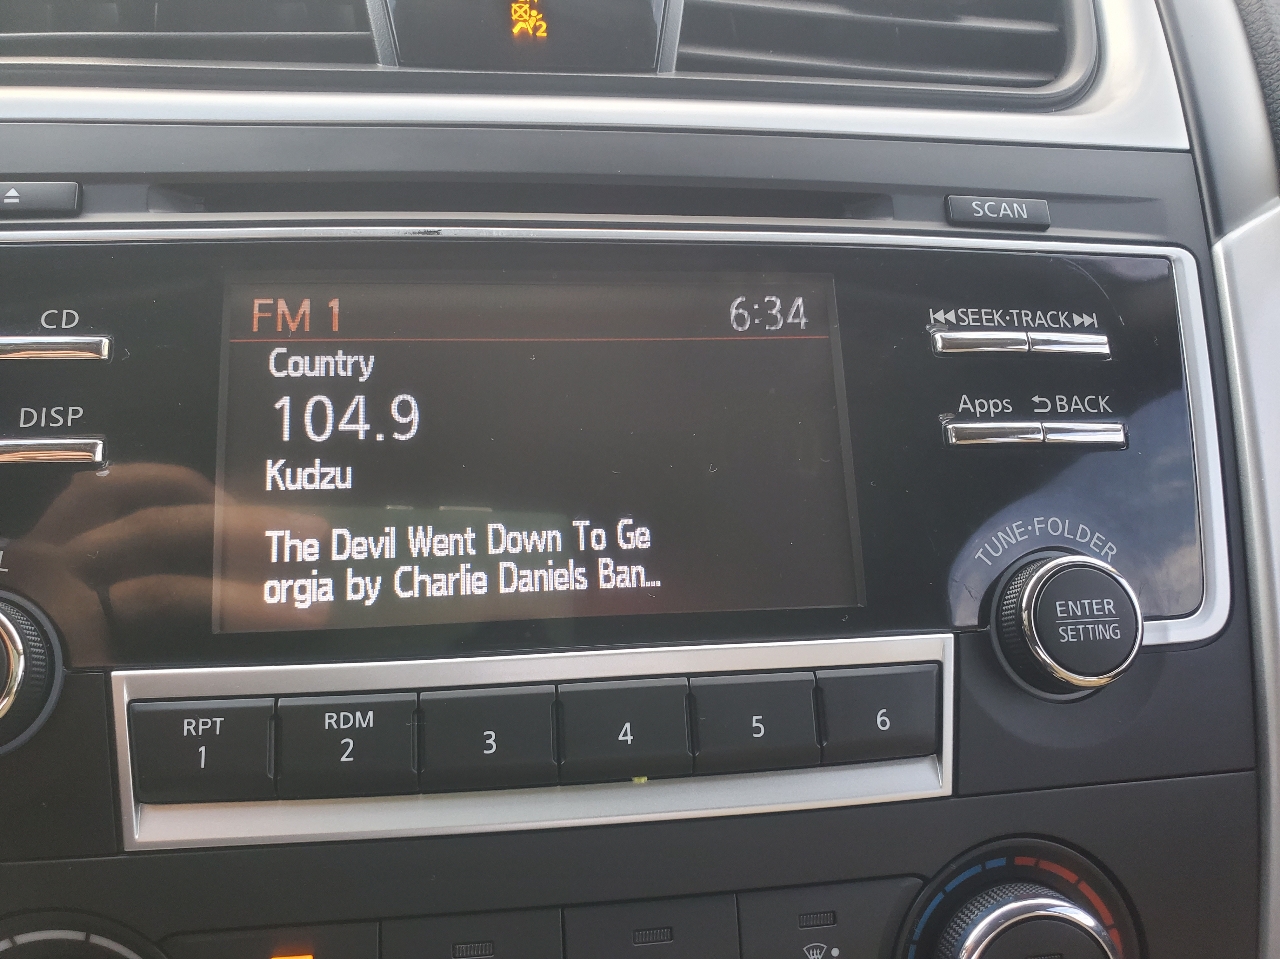 2
SCAN
CD
DISP
FM 1 6:34
Country
104.9
Kudzu
The Devil Went Down To Ge
orgia by Charlie Daniels Ban...
SEEK·TRACK
Apps BACK
TUNE·FOLDER
ENTER
SETTING
RPT
1
RDM
2
3
4
5
6